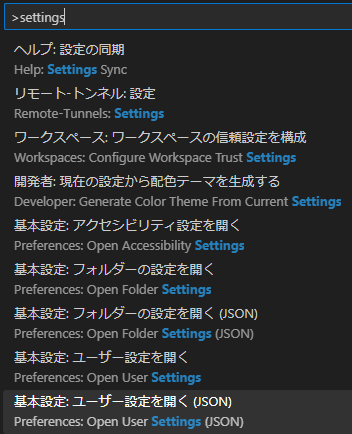 >settings
ヘルプ: 設定の同期
Help: Settings Sync
リモート-トンネル: 設定
Remote-Tunnels: Settings
ワークスペース: ワークスペースの信頼設定を構成
Workspaces: Configure Workspace Trust Settings
開発者: 現在の設定から配色テーマを生成する
Developer: Generate Color Theme From Current Settings
基本設定: アクセシビリティ設定を開く
Preferences: Open Accessibility Settings
基本設定: フォルダーの設定を開く
Preferences: Open Folder Settings
基本設定: フォルダーの設定を開く (JSON)
Preferences: Open Folder Settings (JSON)
基本設定: ユーザー設定を開く
Preferences: Open User Settings
基本設定: ユーザー設定を開く (JSON)
Preferences: Open User Settings (JSON)